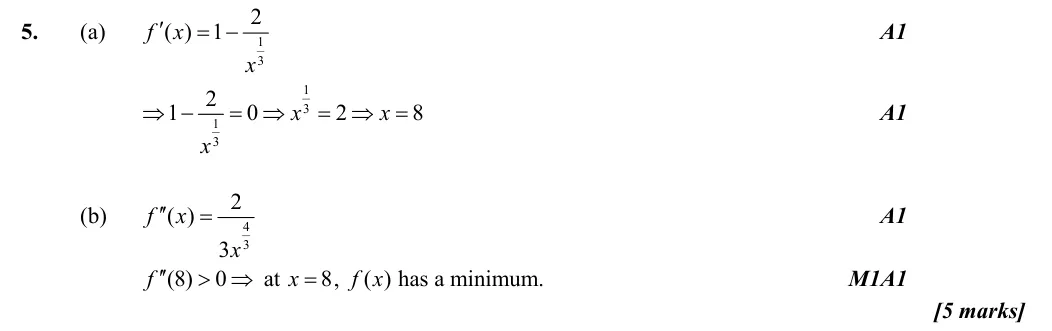 5. (a) f′(x) = 1 − 2/x^(1/3) A1
⇒ 1 − 2/x^(1/3) = 0 ⇒ x^(1/3) = 2 ⇒ x = 8 A1
(b) f″(x) = 2/(3x^(4/3)) A1
f″(8) > 0 ⇒ at x = 8, f(x) has a minimum. M1A1
[5 marks]